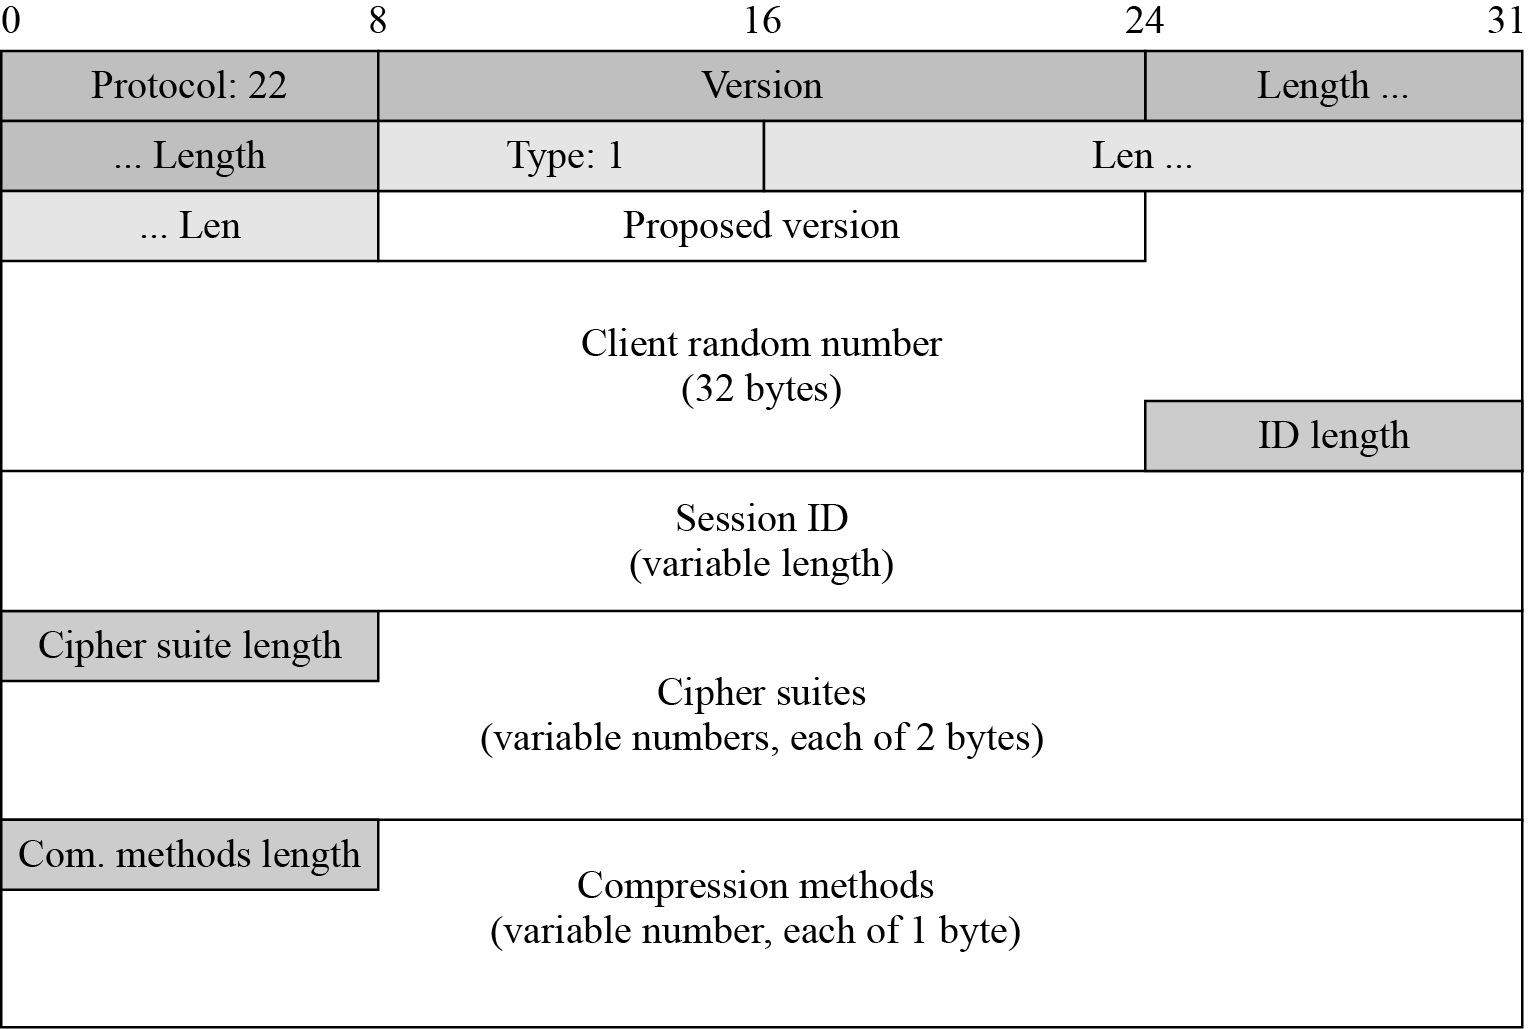 0 8 16 24 31
Protocol: 22 Version Length ...
... Length Type: 1 Len ...
... Len Proposed version
Client random number
(32 bytes)
ID length
Session ID
(variable length)
Cipher suite length
Cipher suites
(variable numbers, each of 2 bytes)
Com. methods length
Compression methods
(variable number, each of 1 byte)